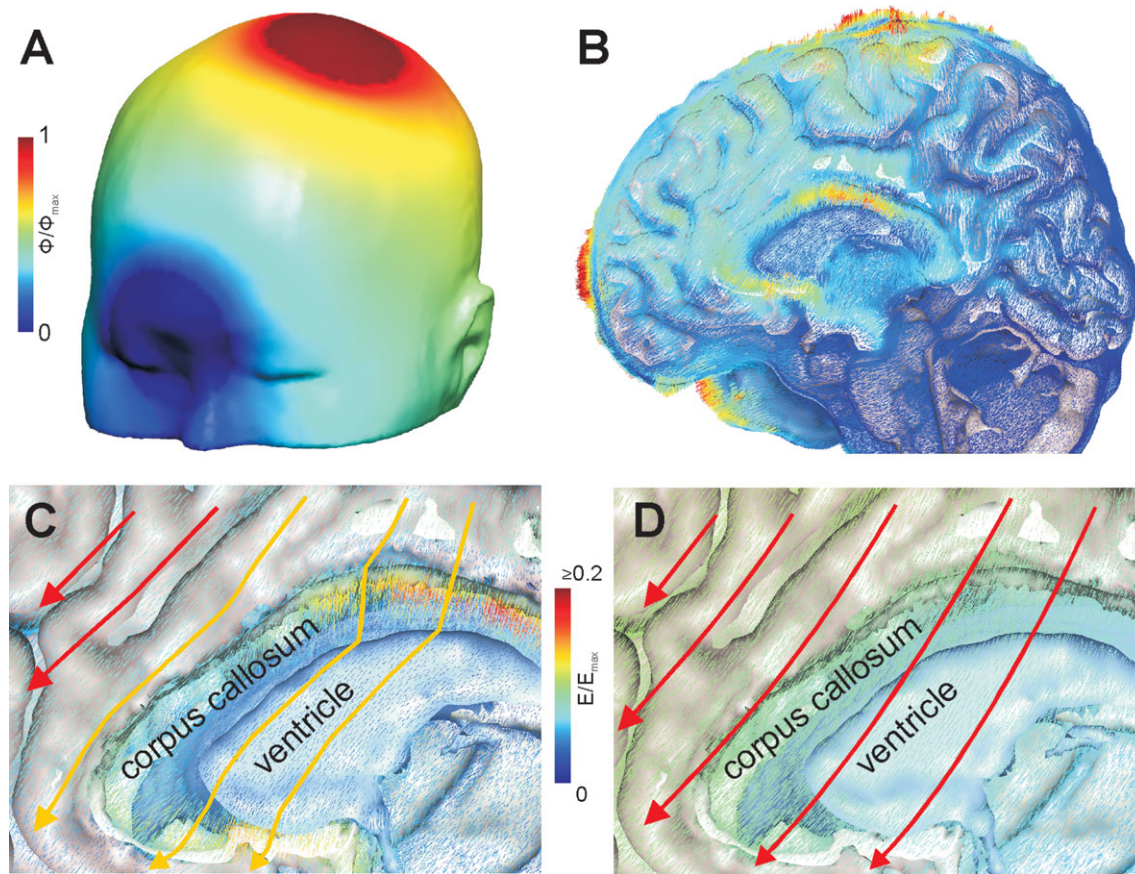 A
1
Φ/Φmax
0
B
C
corpus callosum
ventricle
≥0.2
E/Emax
0
D
corpus callosum
ventricle